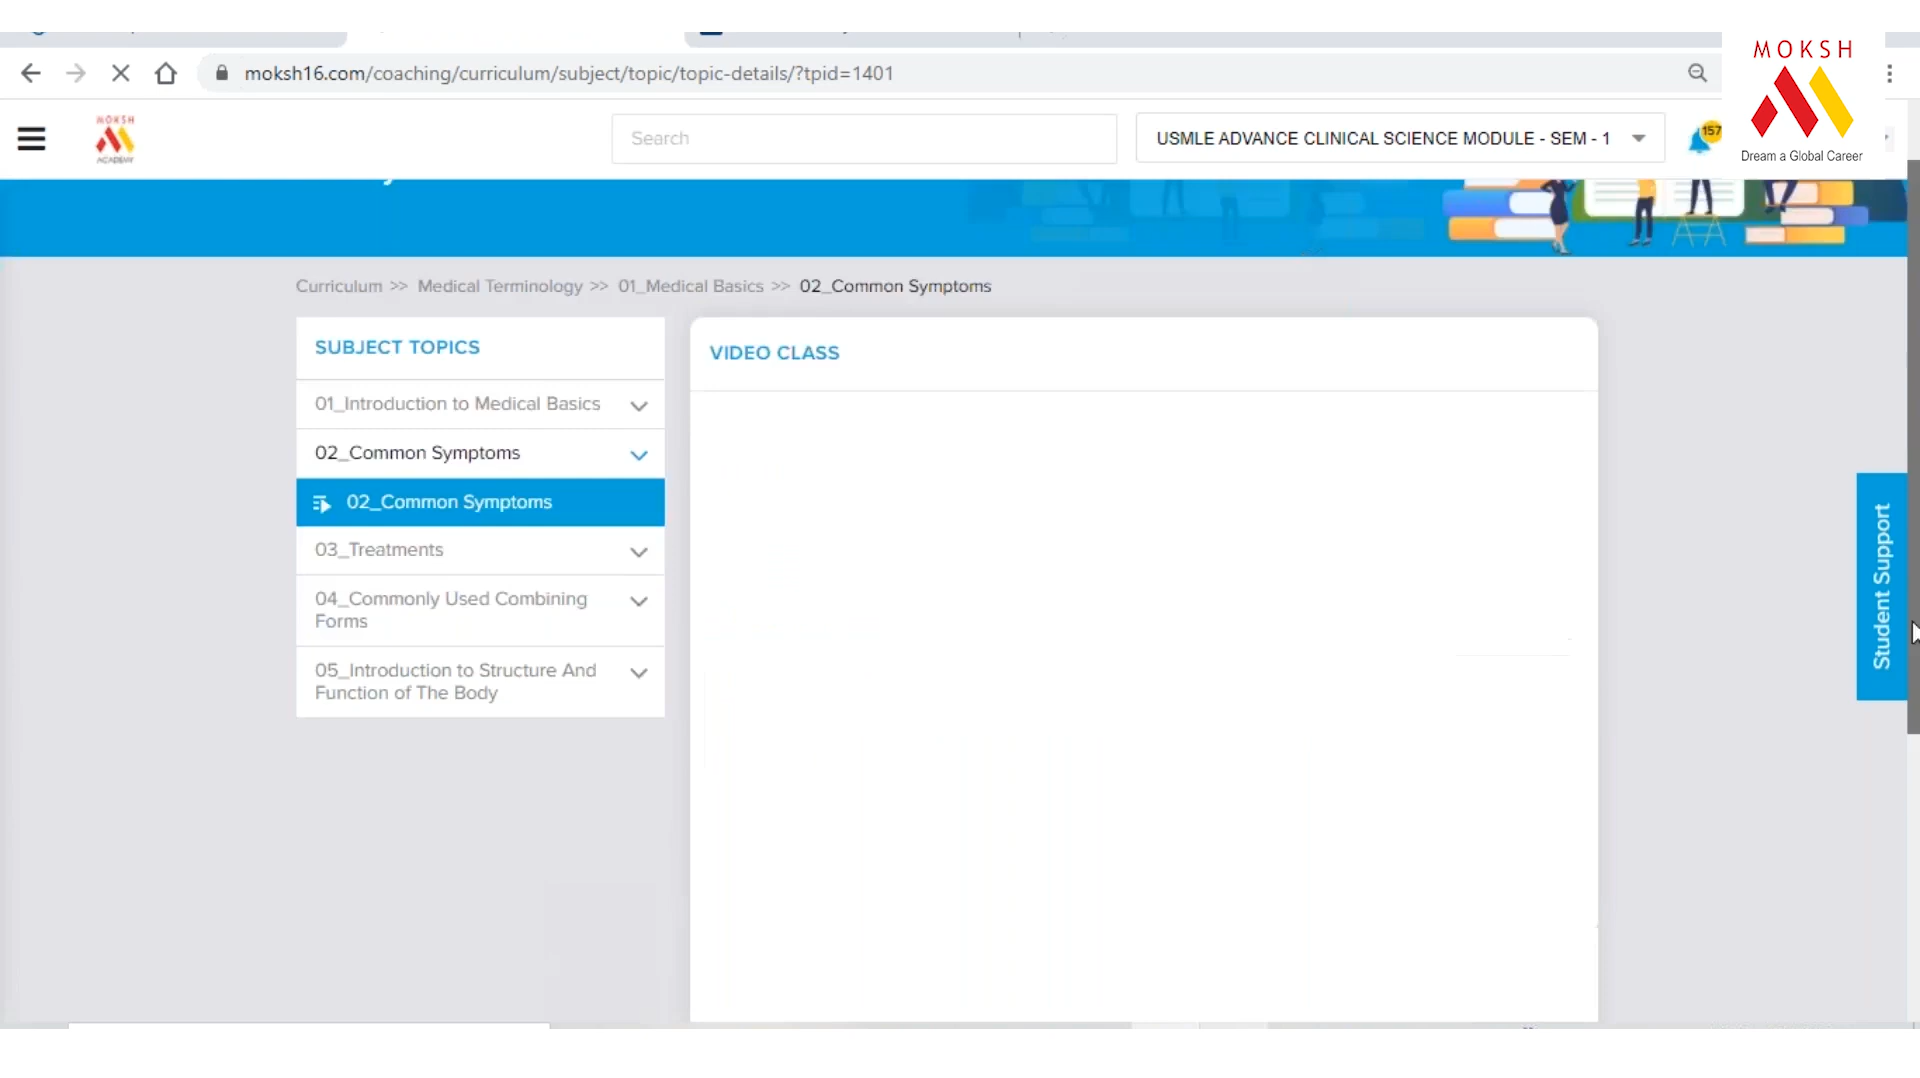 MOKSH
moksh16.com/coaching/curriculum/subject/topic/topic-details/?tpid=1401
MOKSH
ACADEMY
Search
USMLE ADVANCE CLINICAL SCIENCE MODULE - SEM - 1
157
Dream a Global Career
Curriculum >> Medical Terminology >> 01_Medical Basics >> 02_Common Symptoms
SUBJECT TOPICS
VIDEO CLASS
01_Introduction to Medical Basics
02_Common Symptoms
02_Common Symptoms
03_Treatments
04_Commonly Used Combining
Forms
05_Introduction to Structure And
Function of The Body
Student Support